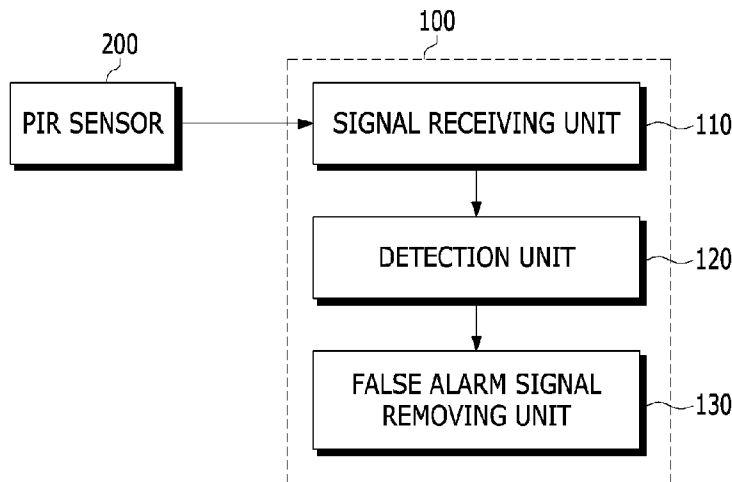 200
100
PIR SENSOR
SIGNAL RECEIVING UNIT
110
DETECTION UNIT
120
FALSE ALARM SIGNAL
REMOVING UNIT
130